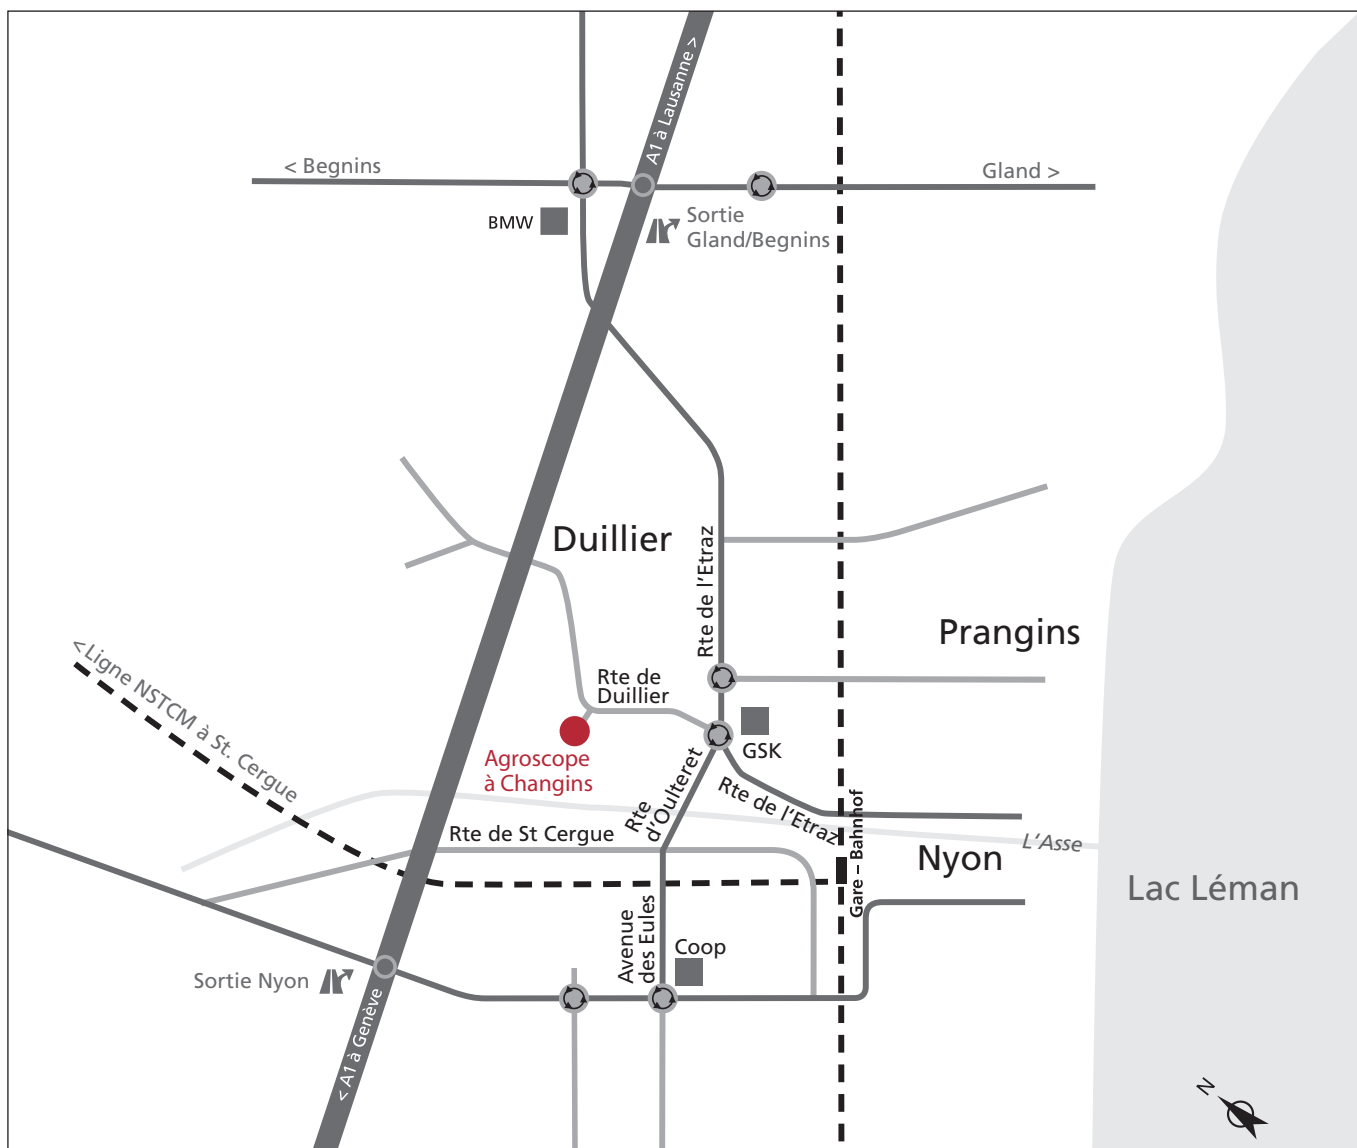 A1 à Lausanne >
< Begnins
Gland >
BMW
Sortie
Gland/Begnins
Duillier
Rte de l'Etraz
Prangins
< Ligne NSTCM à St. Cergue
Rte de
Duillier
GSK
Agroscope
à Changins
Rte
d'Oulteret
Rte de l'Etraz
Rte de St Cergue
L'Asse
Nyon
Gare – Bahnhof
Lac Léman
Avenue
des Eules
Coop
Sortie Nyon
< A1 à Genève
N